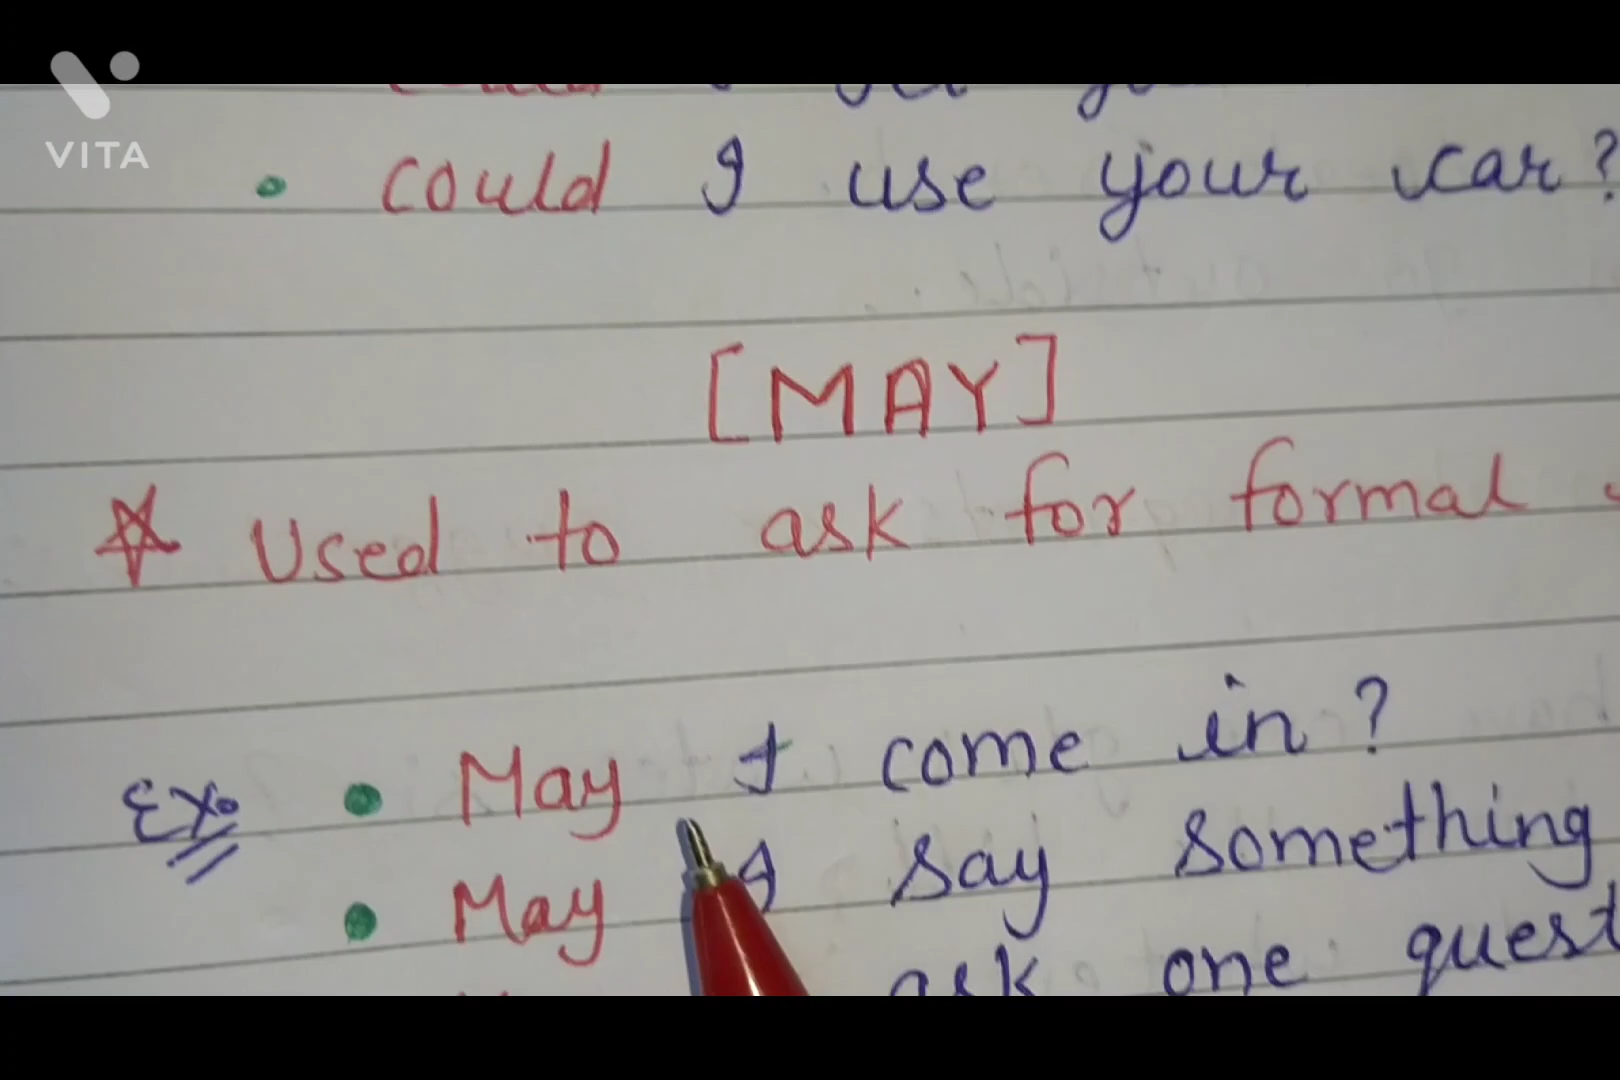 VITA
• could I use your car?
[MAY]
☆ Used to ask for formal
Ex. • May I come in?
• May I say something
ask one quest